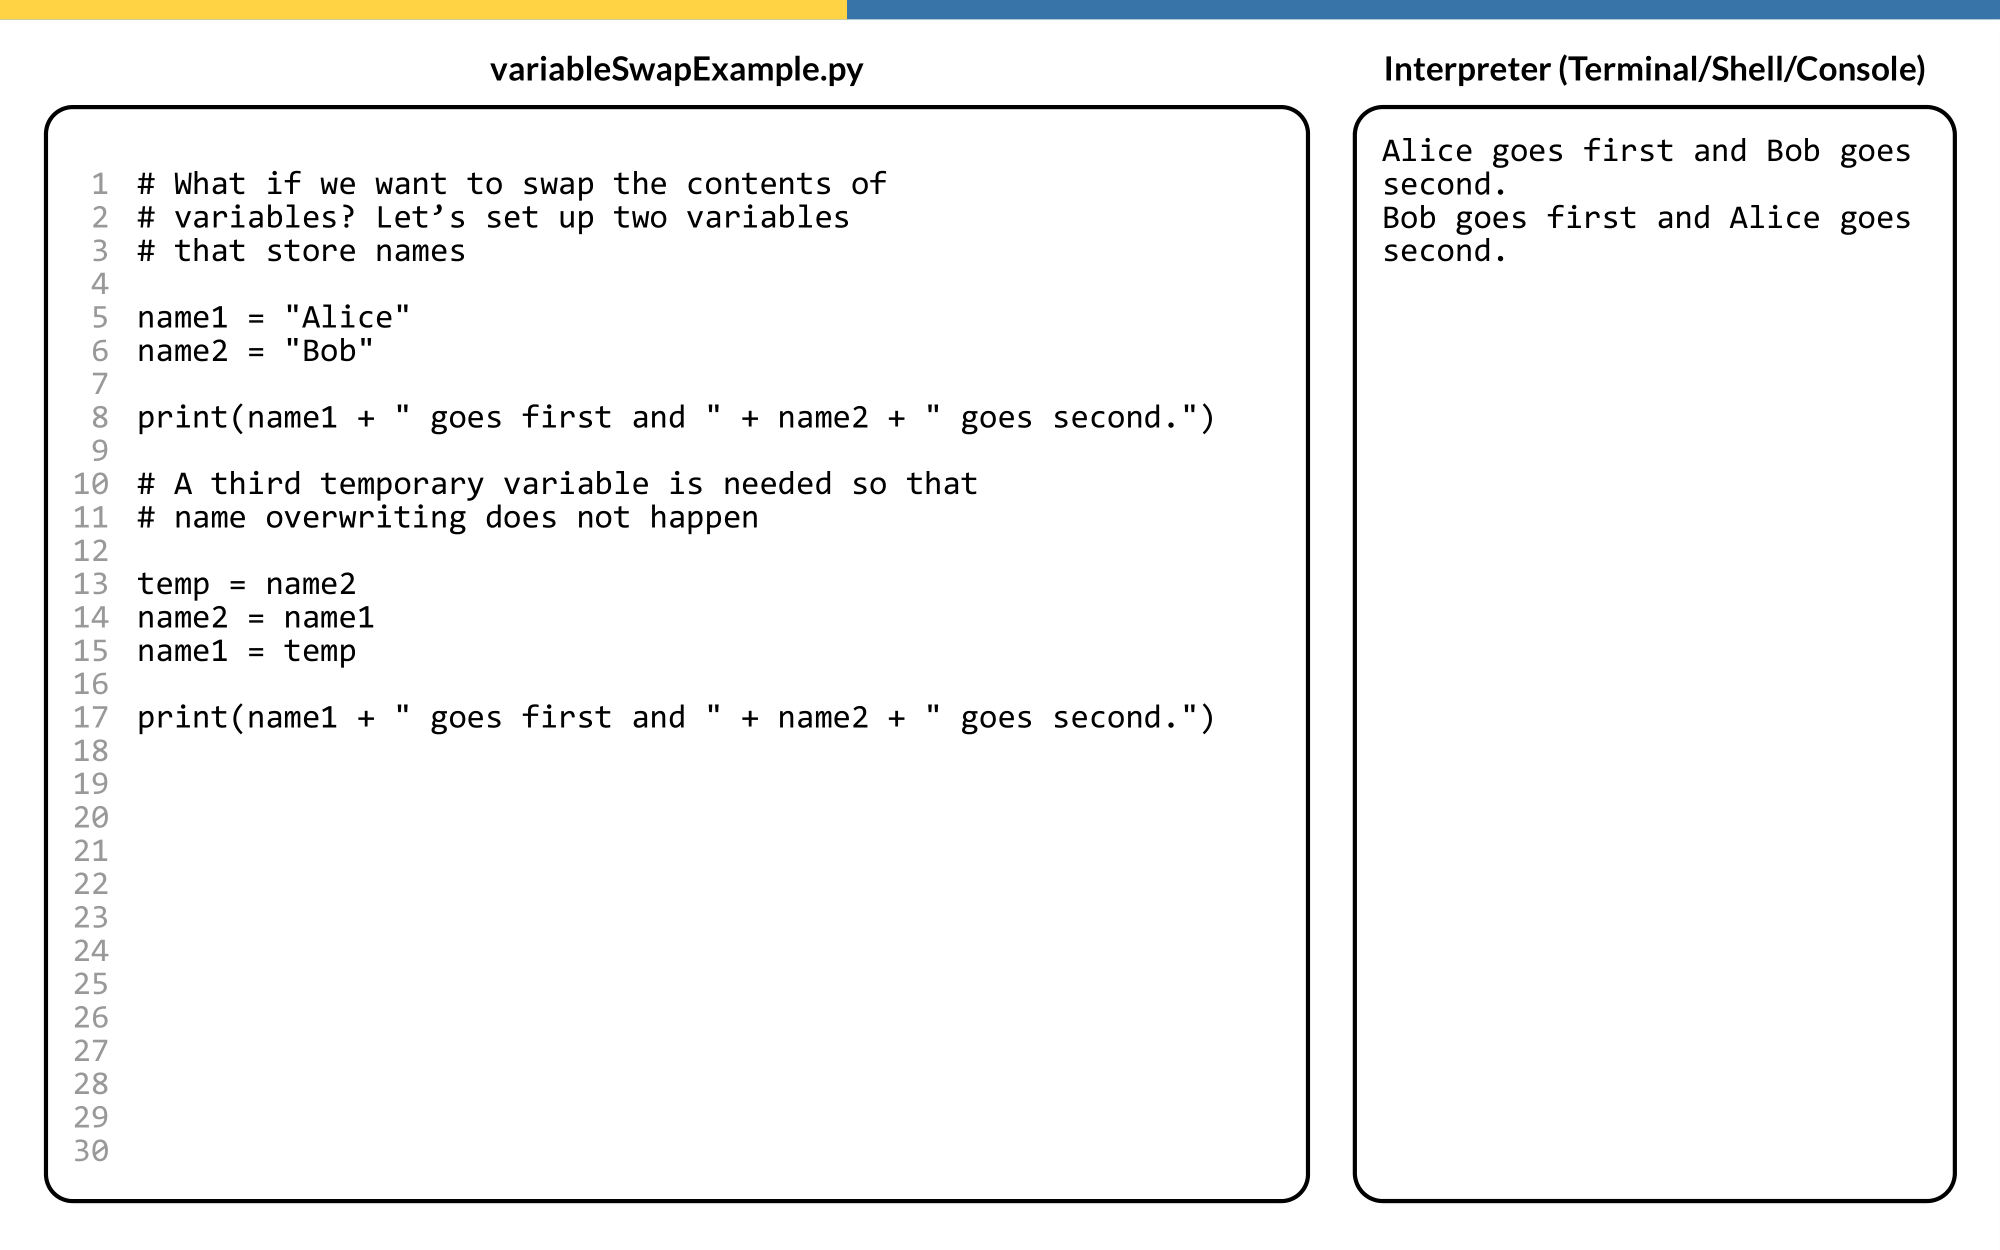 variableSwapExample.py
1 # What if we want to swap the contents of
2 # variables? Let’s set up two variables
3 # that store names
4
5 name1 = "Alice"
6 name2 = "Bob"
7
8 print(name1 + " goes first and " + name2 + " goes second.")
9
10 # A third temporary variable is needed so that
11 # name overwriting does not happen
12
13 temp = name2
14 name2 = name1
15 name1 = temp
16
17 print(name1 + " goes first and " + name2 + " goes second.")
18
19
20
21
22
23
24
25
26
27
28
29
30
Interpreter (Terminal/Shell/Console)
Alice goes first and Bob goes
second.
Bob goes first and Alice goes
second.